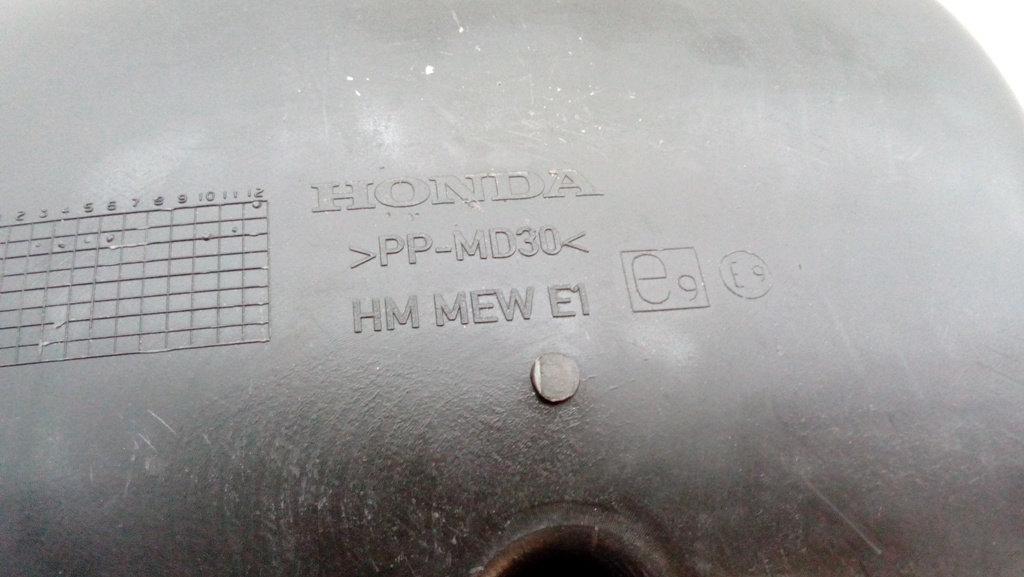 2 3 4 5 6 7 8 9 10 11 12
HONDA
>PP-MD30<
HM MEW E1
e9 E9